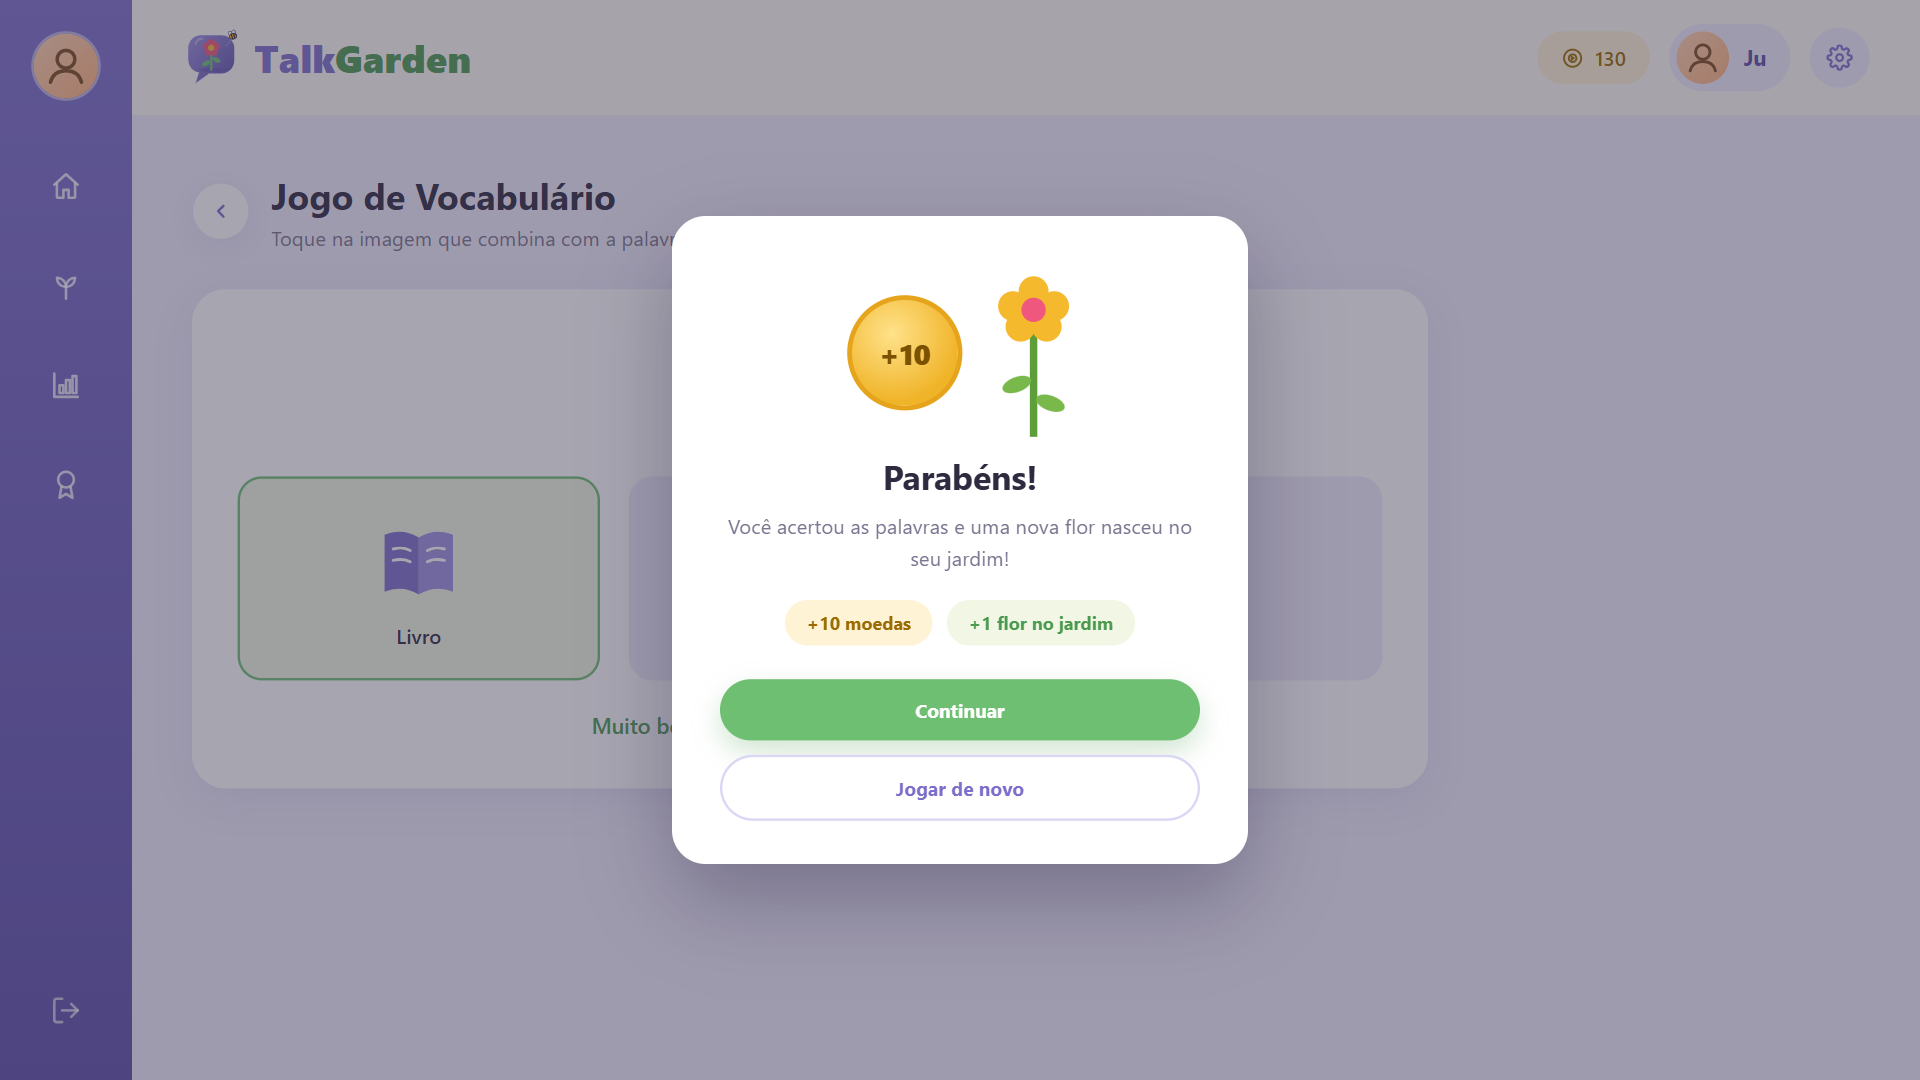 TalkGarden
130
Ju
Jogo de Vocabulário
Toque na imagem que combina com a
+10
Parabéns!
Você acertou as palavras e uma nova flor nasceu no
seu jardim!
+10 moedas
+1 flor no jardim
Livro
Continuar
Muito
Jogar de novo